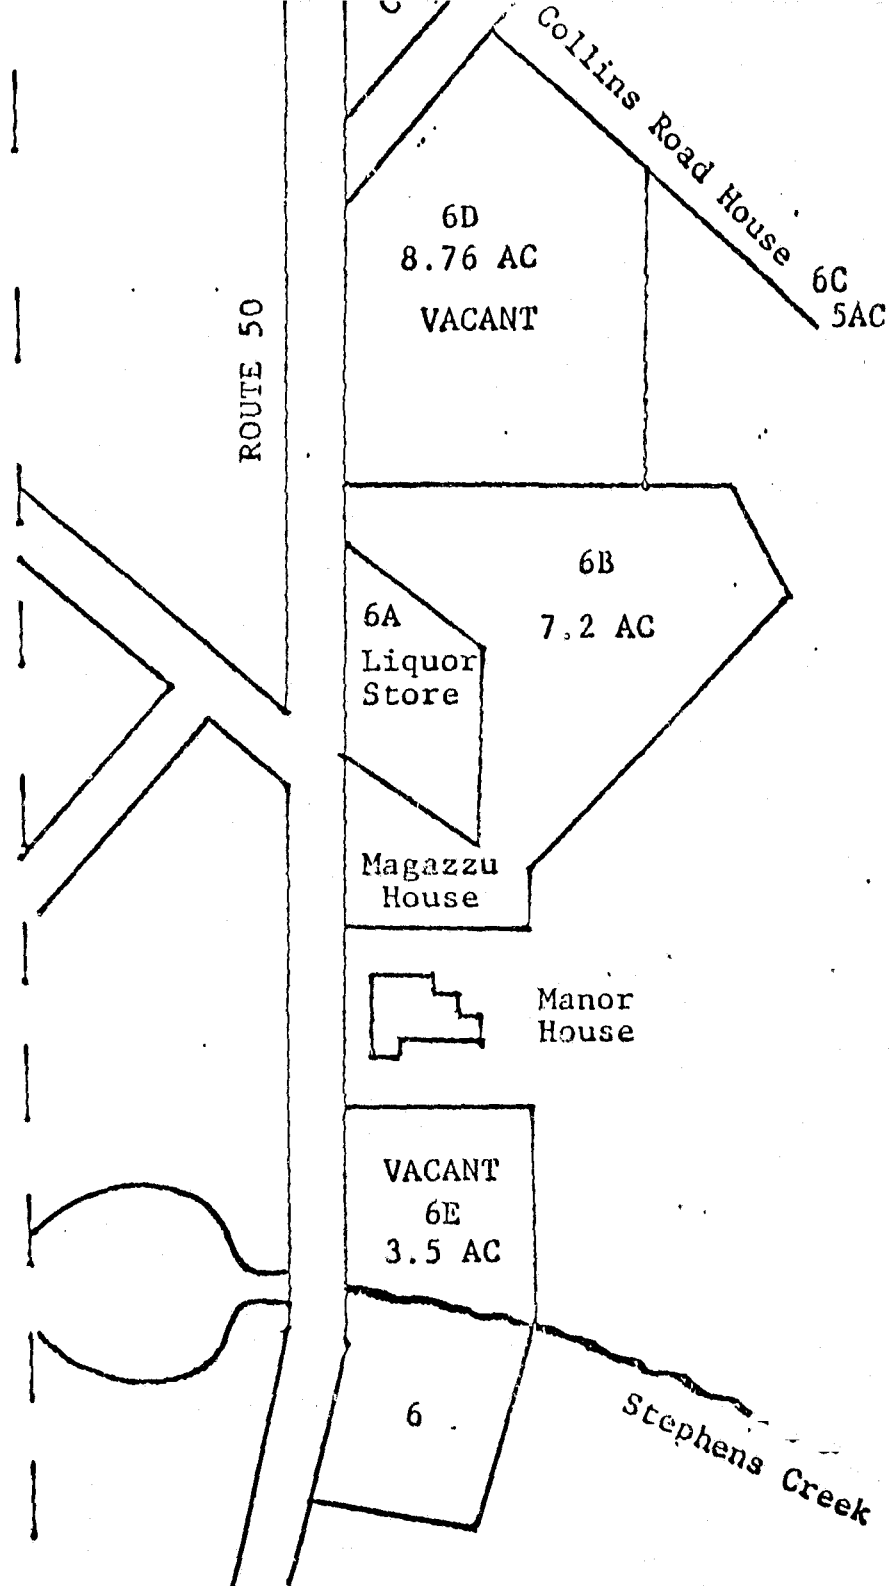 Collins Road House
6C
5AC
6D
8.76 AC
VACANT
ROUTE 50
6B
7.2 AC
6A
Liquor
Store
Magazzu
House
Manor
House
VACANT
6E
3.5 AC
6
Stephens Creek